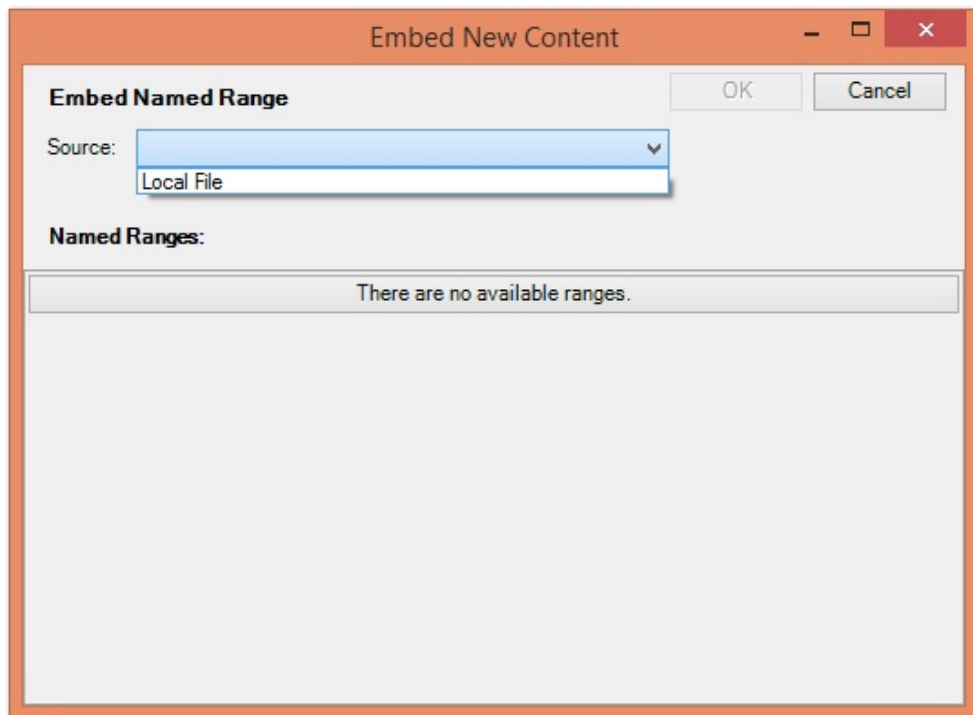 Embed New Content
Embed Named Range
OK
Cancel
Source:
Local File
Named Ranges:
There are no available ranges.